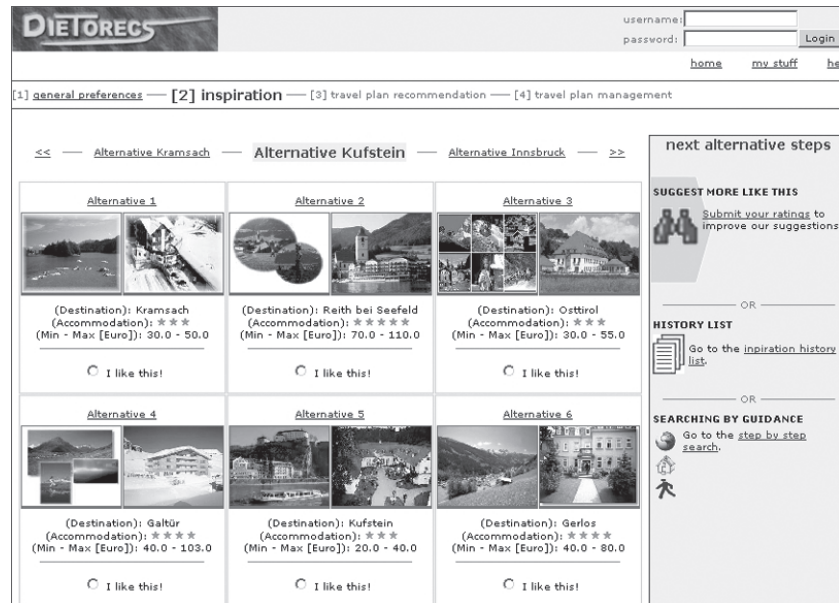 DIETORECS
username:
password:
Login
home my stuff he
[1] general preferences — [2] inspiration — [3] travel plan recommendation — [4] travel plan management
<< — Alternative Kramsach — Alternative Kufstein — Alternative Innsbruck — >>
Alternative 1
(Destination): Kramsach
(Accommodation): ★ ★ ★
(Min - Max [Euro]): 30.0 - 50.0
I like this!
Alternative 2
(Destination): Reith bei Seefeld
(Accommodation): ★ ★ ★ ★ ★
(Min - Max [Euro]): 70.0 - 110.0
I like this!
Alternative 3
(Destination): Osttirol
(Accommodation): ★ ★ ★
(Min - Max [Euro]): 30.0 - 55.0
I like this!
Alternative 4
(Destination): Galtür
(Accommodation): ★ ★ ★ ★
(Min - Max [Euro]): 40.0 - 103.0
I like this!
Alternative 5
(Destination): Kufstein
(Accommodation): ★ ★ ★
(Min - Max [Euro]): 20.0 - 40.0
I like this!
Alternative 6
(Destination): Gerlos
(Accommodation): ★ ★ ★ ★
(Min - Max [Euro]): 40.0 - 80.0
I like this!
next alternative steps
SUGGEST MORE LIKE THIS
Submit your ratings to
improve our suggestions
OR
HISTORY LIST
Go to the inpiration history
list.
OR
SEARCHING BY GUIDANCE
Go to the step by step
search.